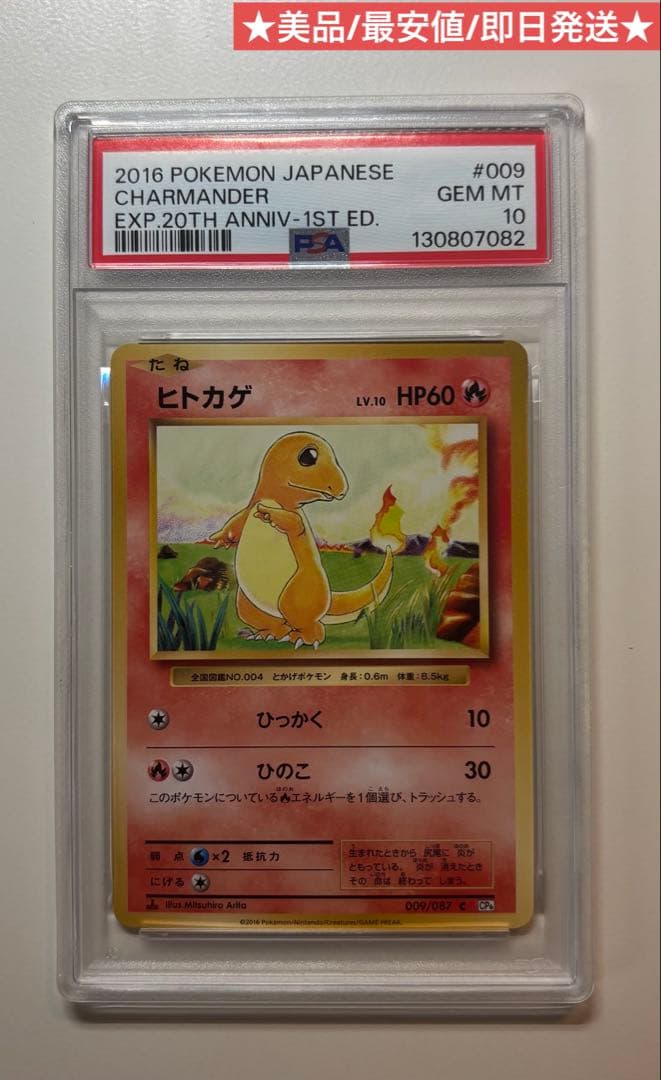 ★美品/最安値/即日発送★
2016 POKEMON JAPANESE #009
CHARMANDER GEM MT
EXP.20TH ANNIV-1ST ED. 10
PSA 130807082
たね
ヒトカゲ LV.10 HP60
全国図鑑NO.004 とかげポケモン 身長:0.6m 体重:8.5kg
ひっかく 10
ひのこ 30
このポケモンについている エネルギーを1個選び、トラッシュする。
弱点 ×2 抵抗力
にげる
生まれたときから 尻尾に 炎が
ともっている。 炎が 消えたとき
その 命は 終わって しまう。
Illus.Mitsuhiro Arita 009/087 C CP6
©2016 Pokémon/Nintendo/Creatures/GAME FREAK.